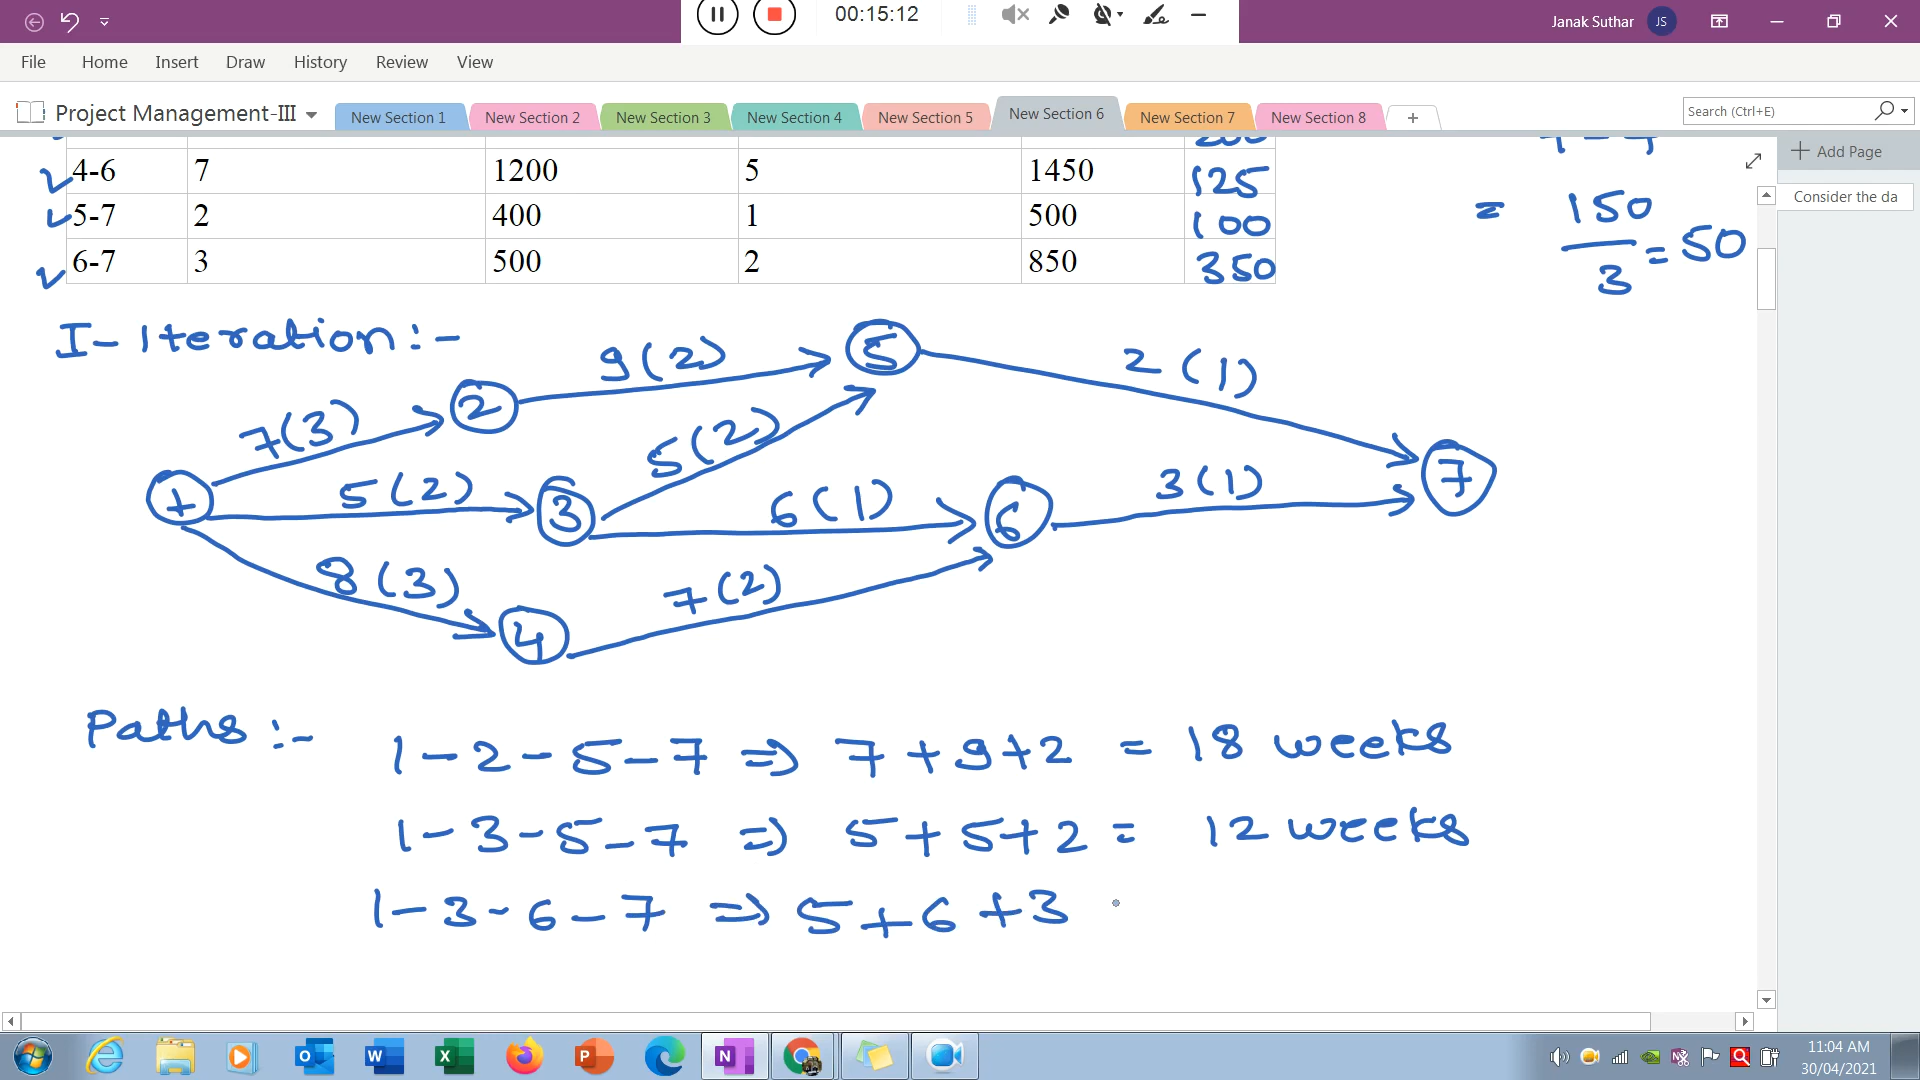 00:15:12
Janak Suthar JS
File Home Insert Draw History Review View
Project Management-III New Section 1 New Section 2 New Section 3 New Section 4 New Section 5 New Section 6 New Section 7 New Section 8 +
Search (Ctrl+E)
Add Page
Consider the da
4-6 7 1200 5 1450 125
5-7 2 400 1 500 100
6-7 3 500 2 850 350
= 150
3 = 50
I- Iteration:-
9(2) 5 2(1)
7(3) 2 5(2)
1 5(2) 3 6(1) 6 3(1) 7
8(3) 4 7(2)
Paths:-
1-2-5-7 => 7+9+2 = 18 weeks
1-3-5-7 => 5+5+2 = 12 weeks
1-3-6-7 => 5+6+3
11:04 AM
30/04/2021